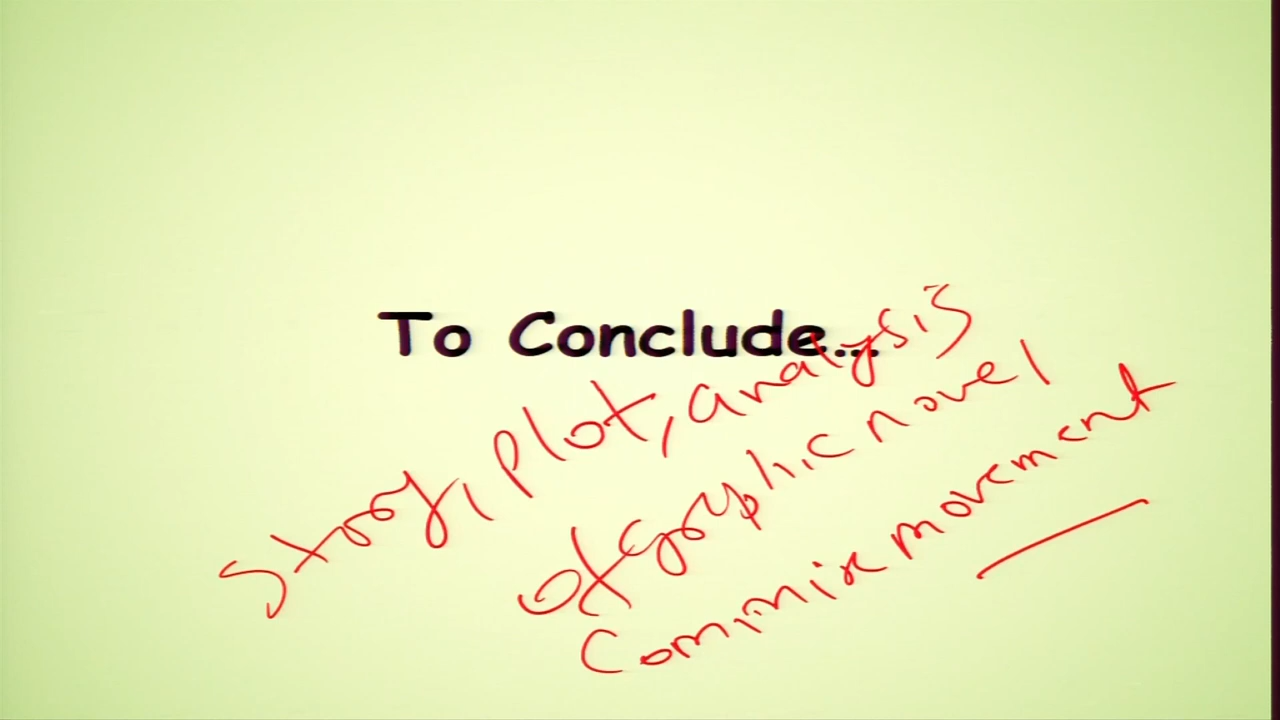 To Conclude...
Story, plot, analysis
of graphic novel
Commix movement